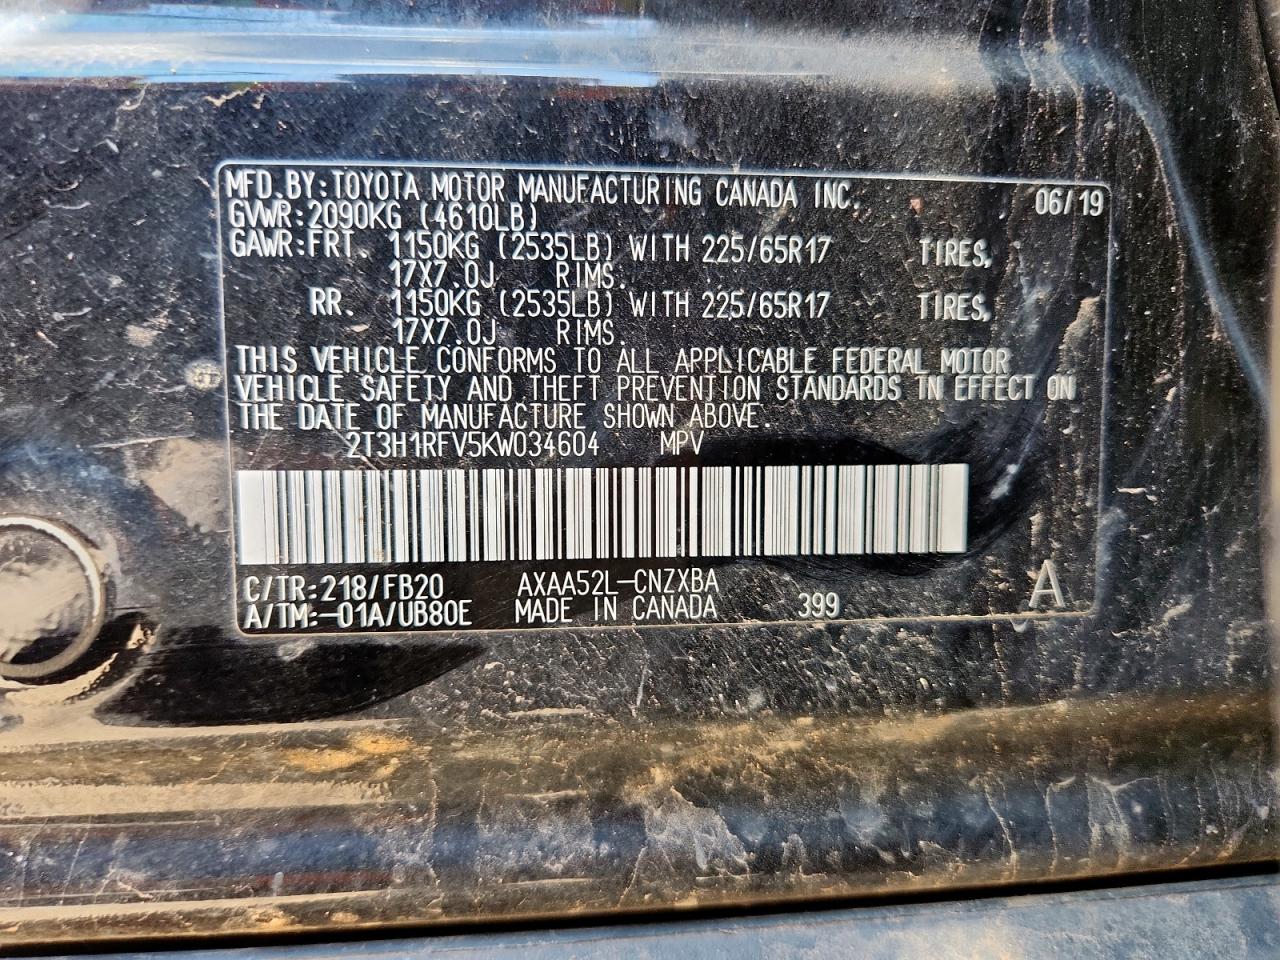 MFD.BY:TOYOTA MOTOR MANUFACTURING CANADA INC. 06/19
GVWR:2090KG (4610LB)
GAWR:FRT. 1150KG (2535LB) WITH 225/65R17 TIRES,
17X7.0J RIMS.
RR. 1150KG (2535LB) WITH 225/65R17 TIRES,
17X7.0J RIMS.
THIS VEHICLE CONFORMS TO ALL APPLICABLE FEDERAL MOTOR
VEHICLE SAFETY AND THEFT PREVENTION STANDARDS IN EFFECT ON
THE DATE OF MANUFACTURE SHOWN ABOVE.
2T3H1RFV5KW034604 MPV
C/TR:218/FB20 AXAA52L-CNZXBA
A/TM:-01A/UB80E MADE IN CANADA 399 A